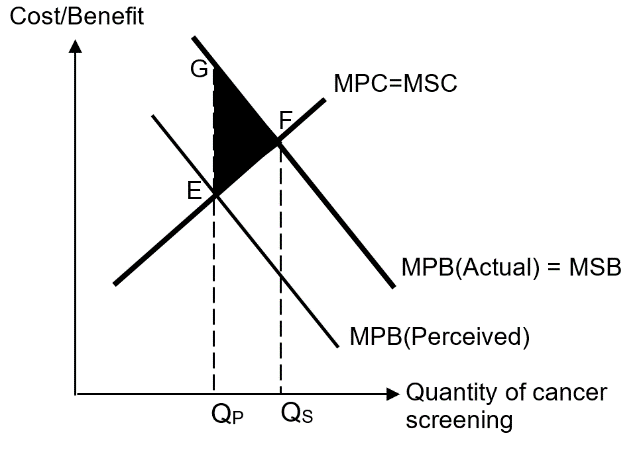 Cost/Benefit
G
MPC=MSC
F
E
MPB(Actual) = MSB
MPB(Perceived)
QP
QS
Quantity of cancer
screening